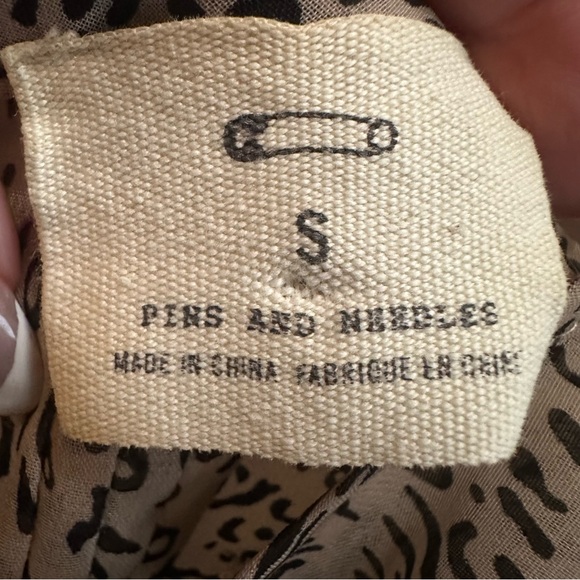 S
PINS AND NEEDLES
MADE IN CHINA FABRIQUE EN CHINE